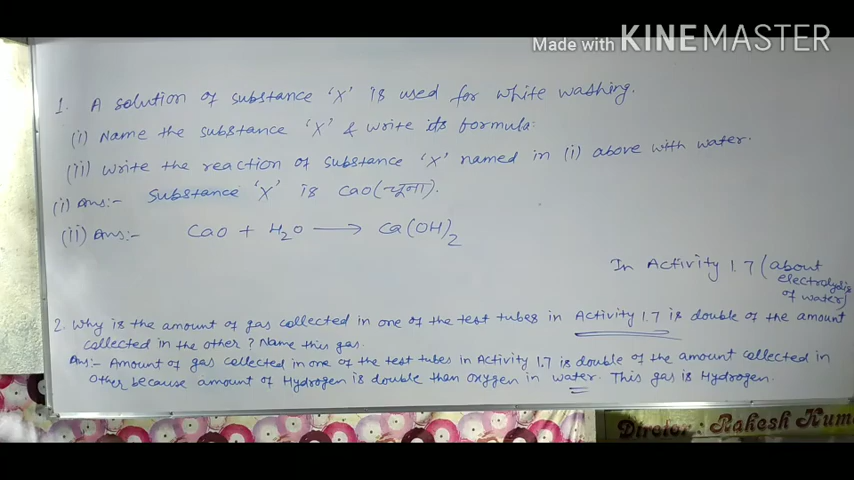 Made with KINEMASTER
1. A solution of substance 'X' is used for white washing.
(i) Name the substance 'X' & write its formula.
(ii) Write the reaction of substance 'X' named in (i) above with water.
(i) Ans:- Substance 'X' is CaO (चूना).
(ii) Ans:- CaO + H₂O ⟶ Ca(OH)₂
In Activity 1.7 (about
electrolysis
of water)
2. Why is the amount of gas collected in one of the test tubes in Activity 1.7 is double of the amount
collected in the other? Name this gas.
Ans:- Amount of gas collected in one of the test tubes in Activity 1.7 is double of the amount collected in
other because amount of Hydrogen is double than oxygen in water. This gas is Hydrogen.
Diretor: Rakesh Kum